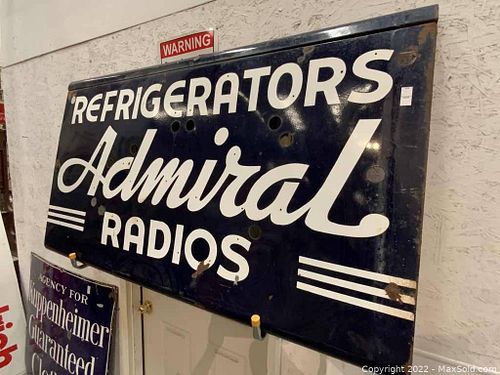 WARNING
REFRIGERATORS
Admiral
RADIOS
AGENCY FOR
Kuppenheimer
Guaranteed
© Copyright 2022 - MaxSold.com